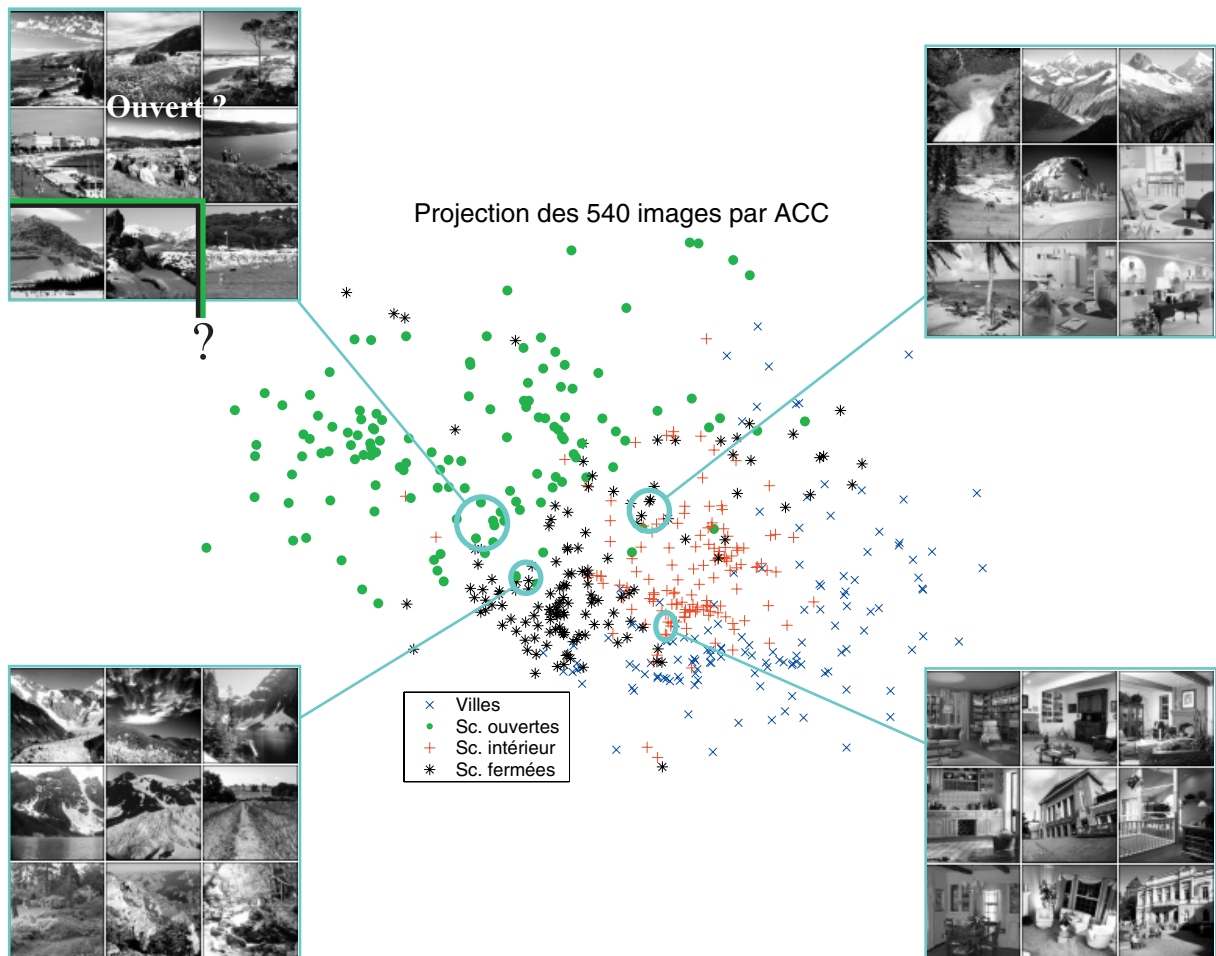 Ouvert ?
?
Projection des 540 images par ACC
Villes
Sc. ouvertes
Sc. intérieur
Sc. fermées